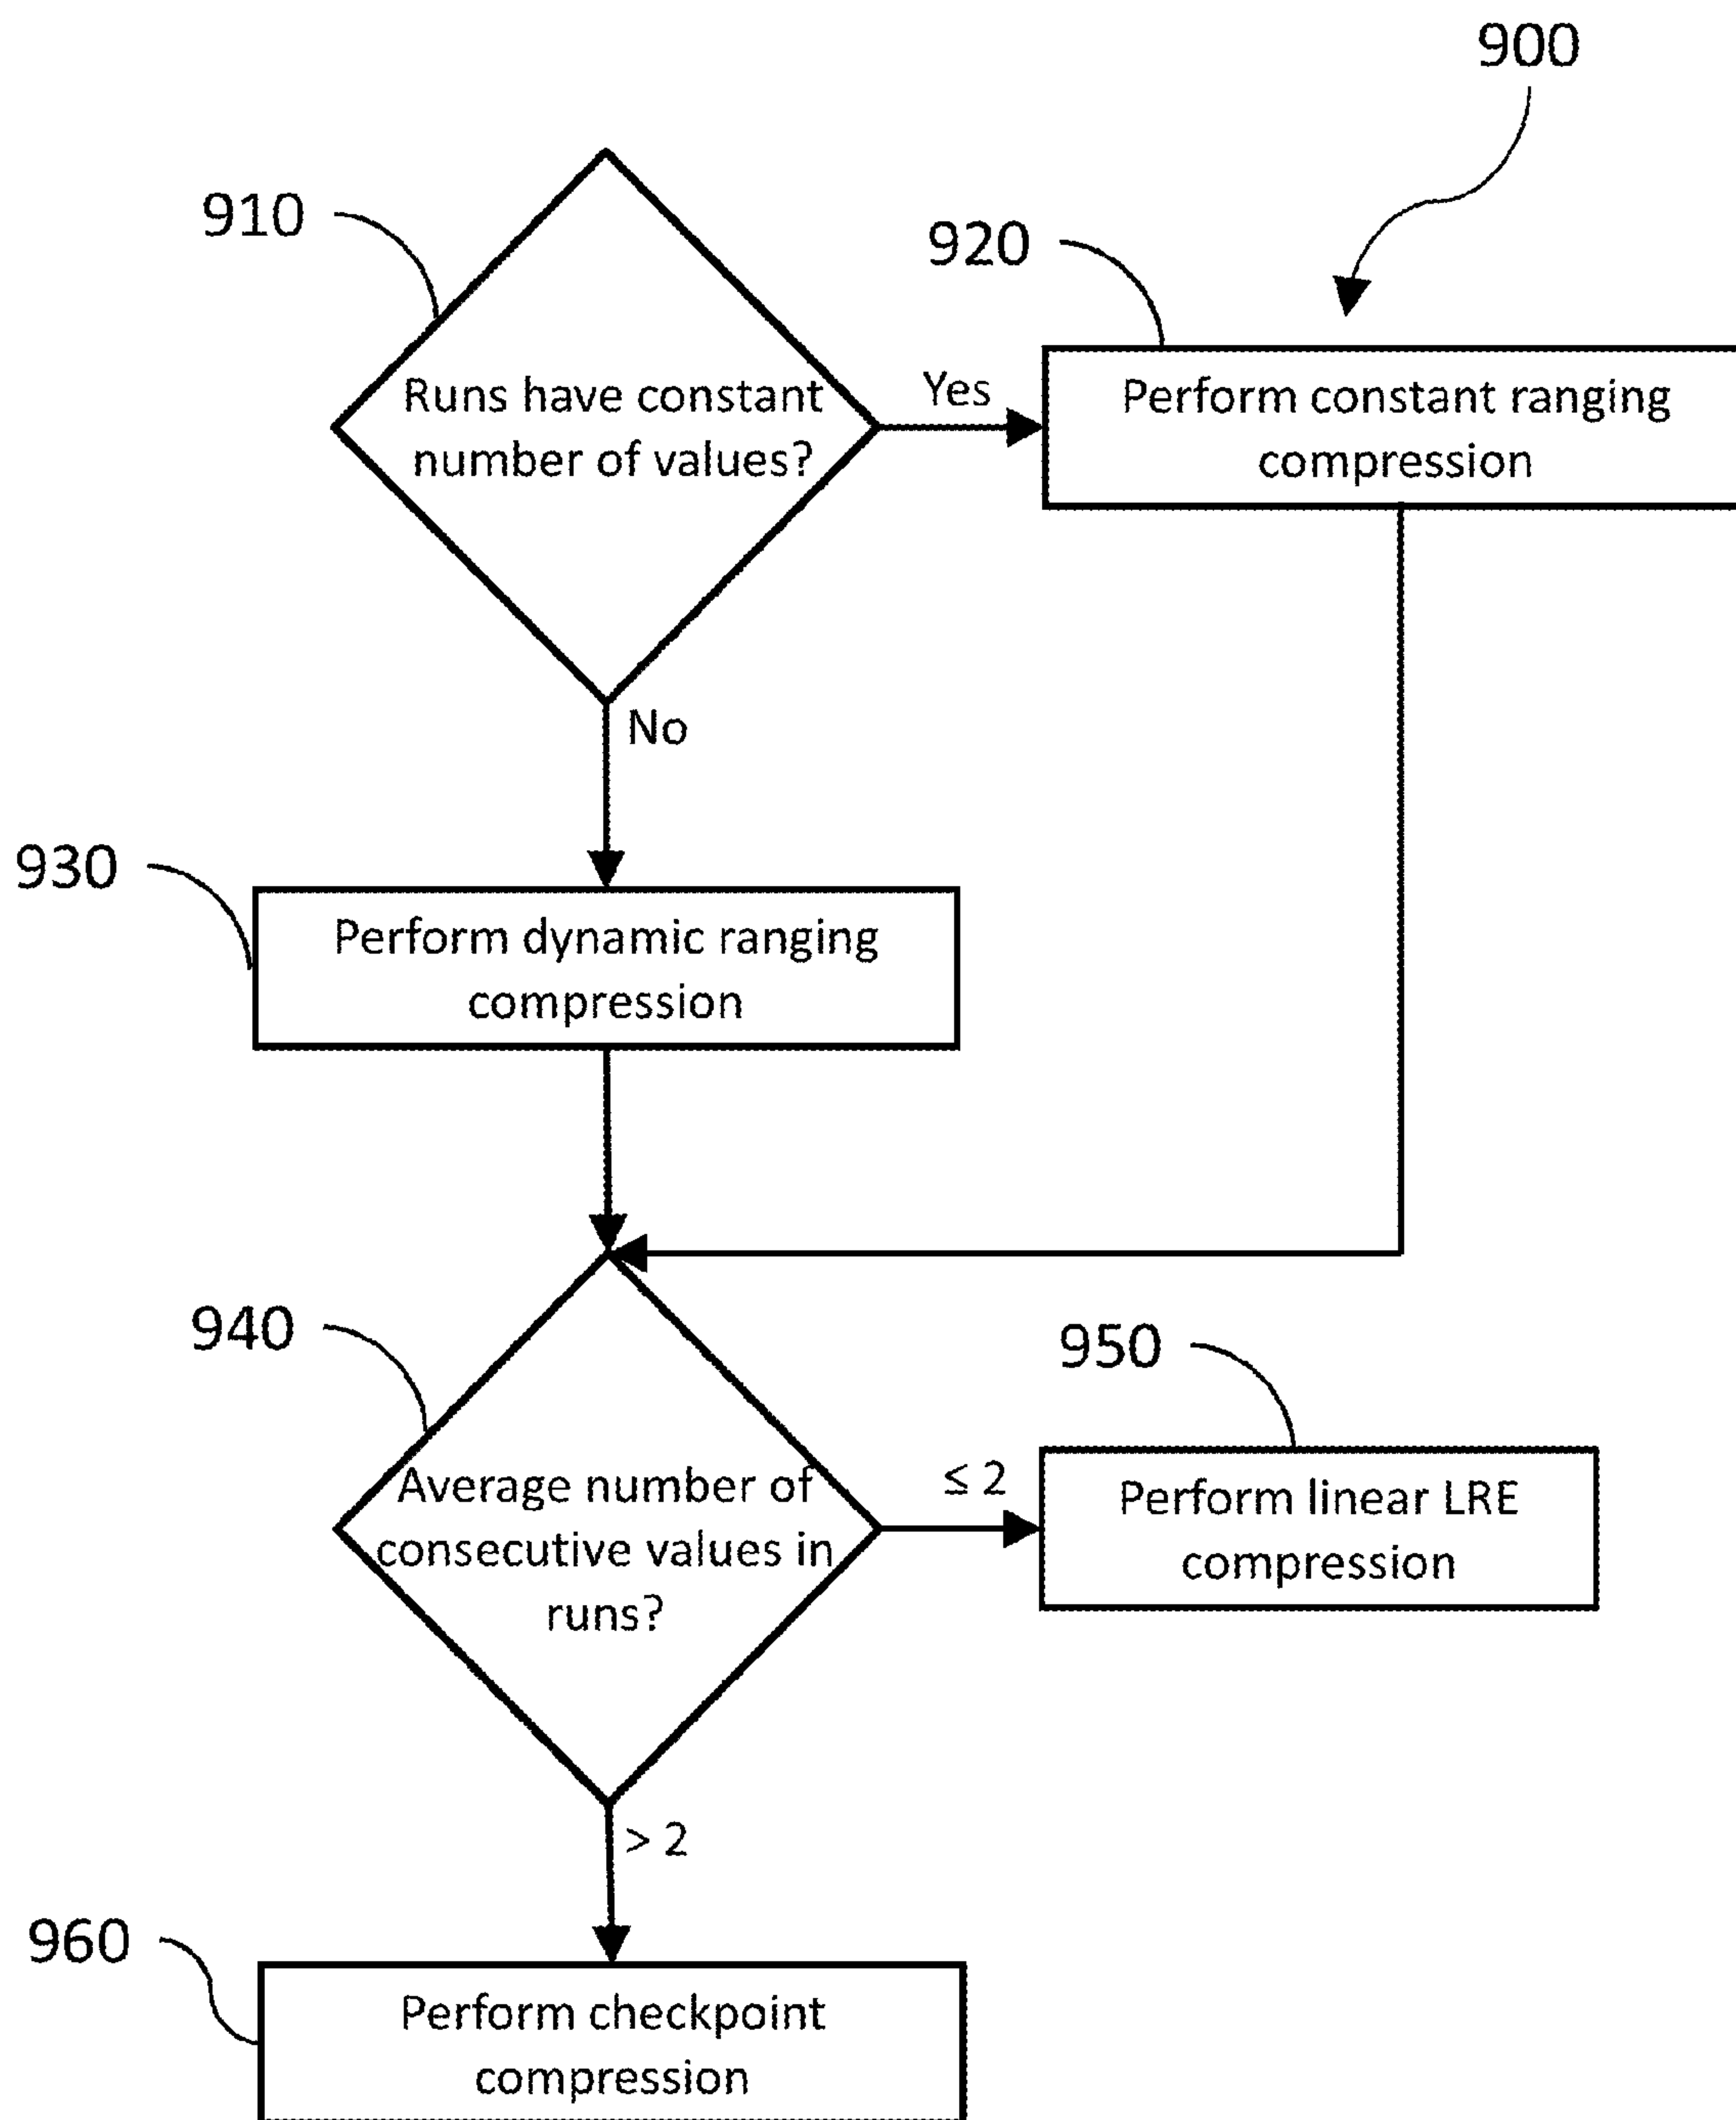 900
910
920
Runs have constant
number of values?
Yes
Perform constant ranging
compression
No
930
Perform dynamic ranging
compression
940
950
Average number of
consecutive values in
runs?
≤ 2
Perform linear LRE
compression
> 2
960
Perform checkpoint
compression